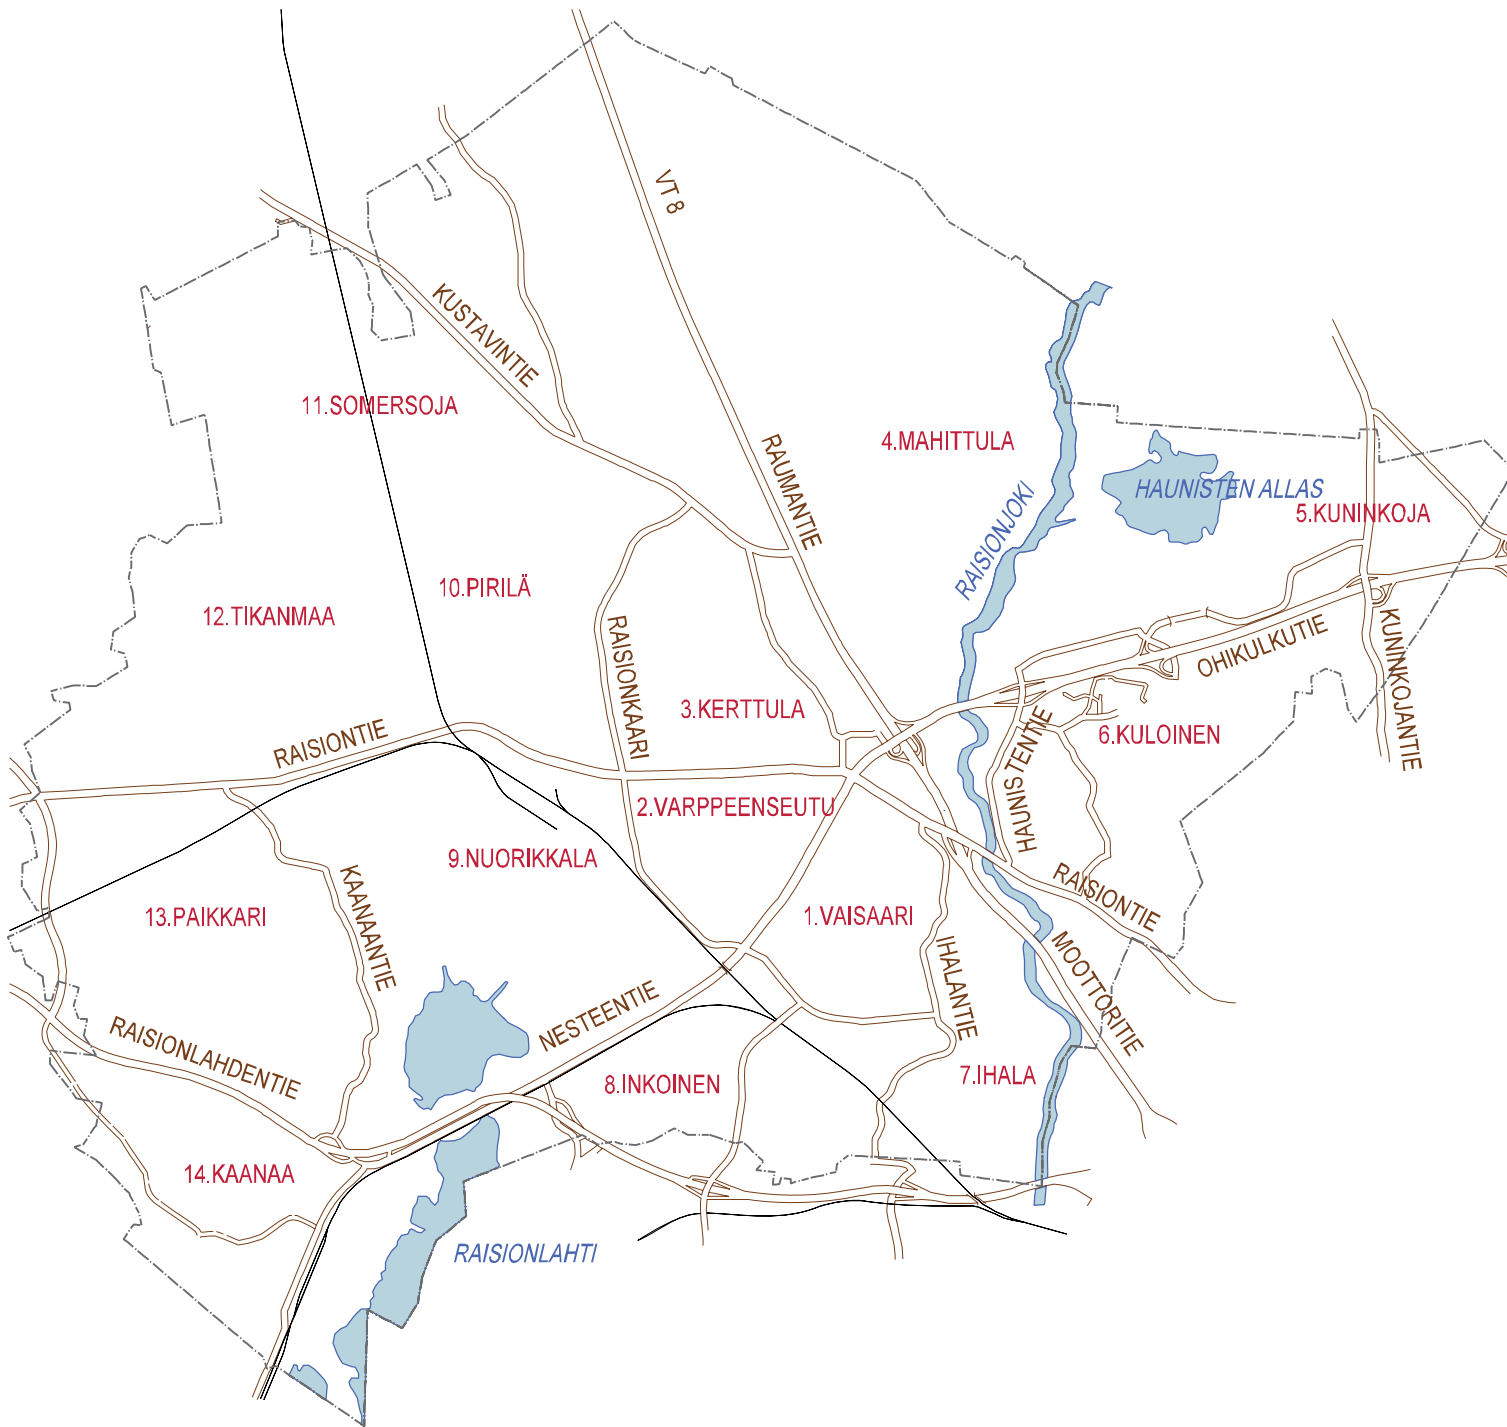 VT 8
KUSTAVINTIE
11.SOMERSOJA
4.MAHITTULA
RAUMANTIE
HAUNISTEN ALLAS
5.KUNINKOJA
RAISIONJOKI
10.PIRILÄ
12.TIKANMAA
RAISIONKAARI
OHIKULKUTIE
KUNINKOJANTIE
3.KERTTULA
6.KULOINEN
RAISIONTIE
HAUNISTENTIE
2.VARPPEENSEUTU
9.NUORIKKALA
RAISIONTIE
13.PAIKKARI
KAANAANTIE
1.VAISAARI
IHALANTIE
MOOTTORITIE
NESTEENTIE
RAISIONLAHDENTIE
8.INKOINEN
7.IHALA
14.KAANAA
RAISIONLAHTI